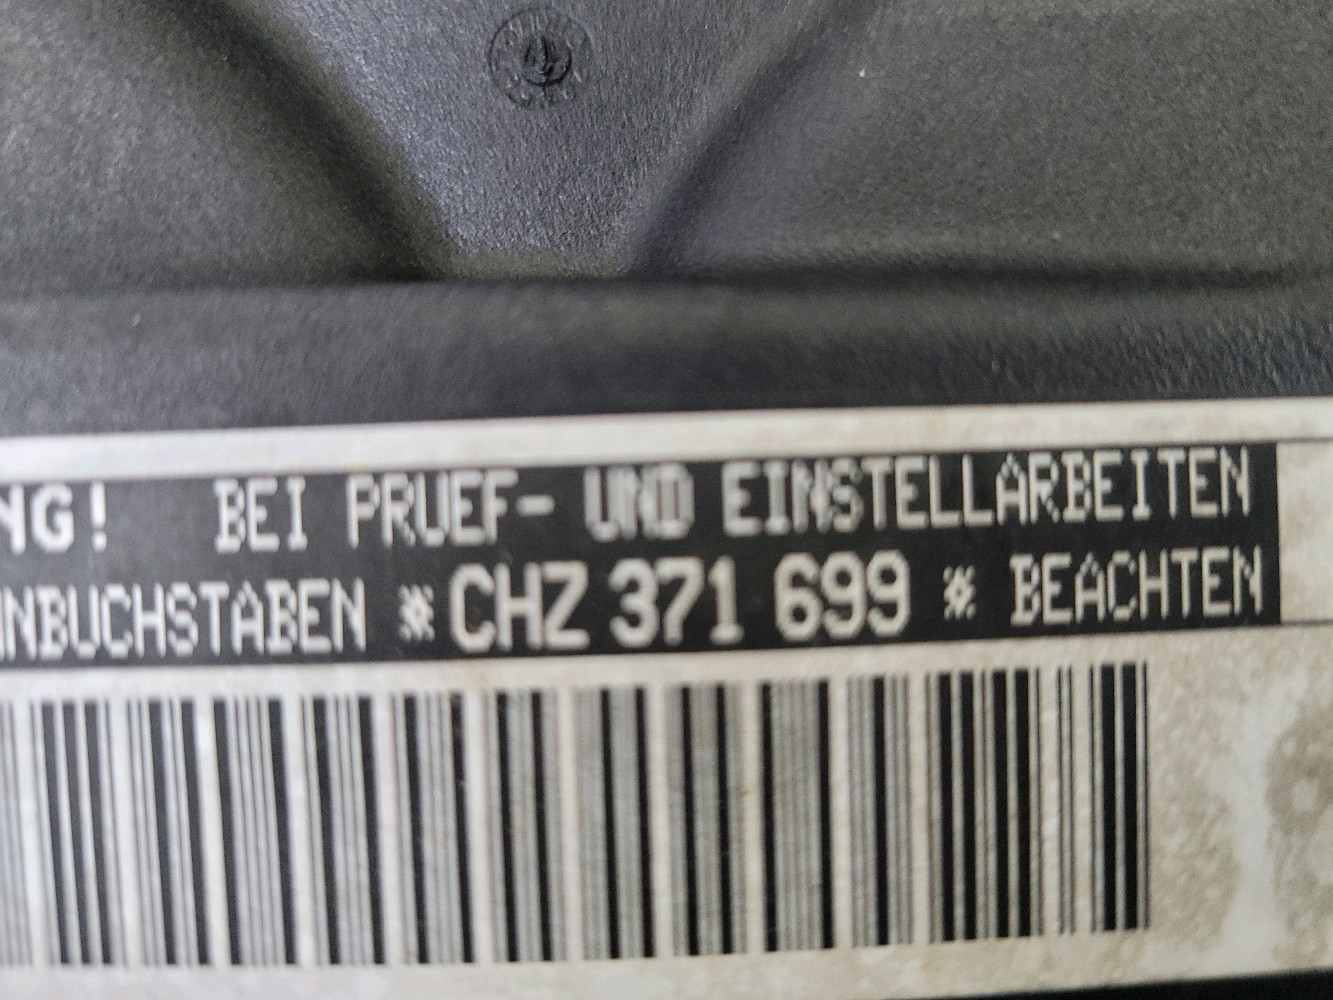 NG! BEI PRUEF- UND EINSTELLARBEITEN
NBUCHSTABEN * CHZ 371 699 * BEACHTEN